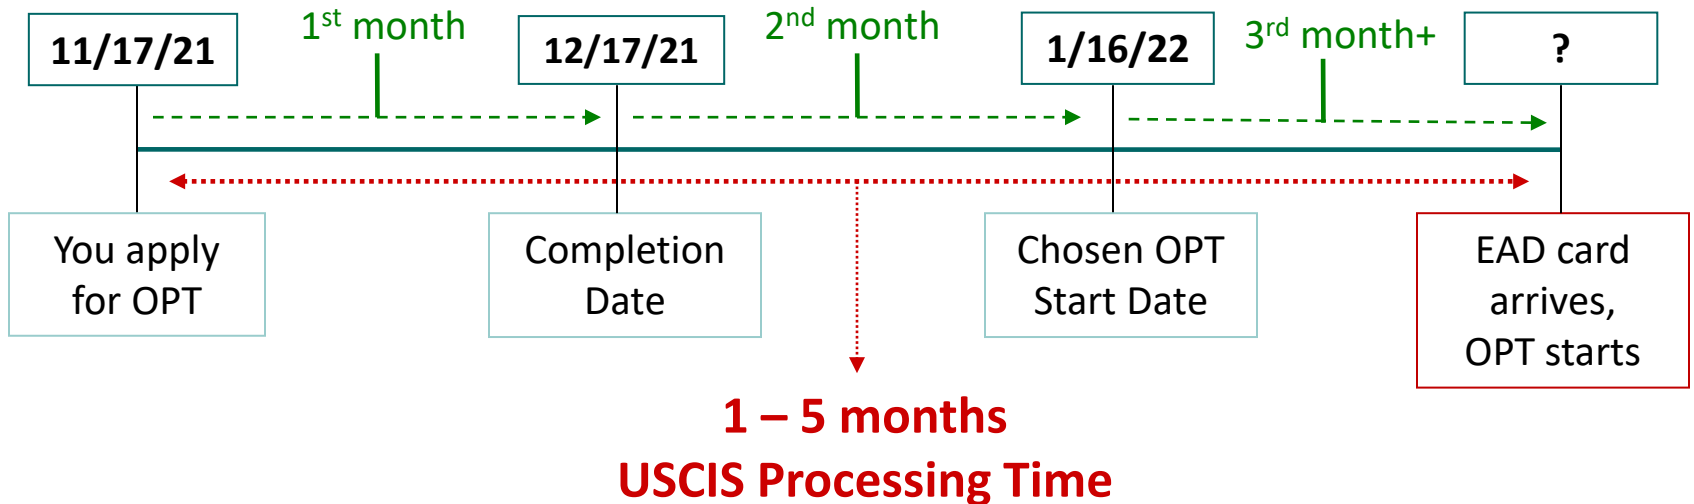 11/17/21
1st month
12/17/21
2nd month
1/16/22
3rd month+
?
You apply
for OPT
Completion
Date
Chosen OPT
Start Date
EAD card
arrives,
OPT starts
1 – 5 months
USCIS Processing Time